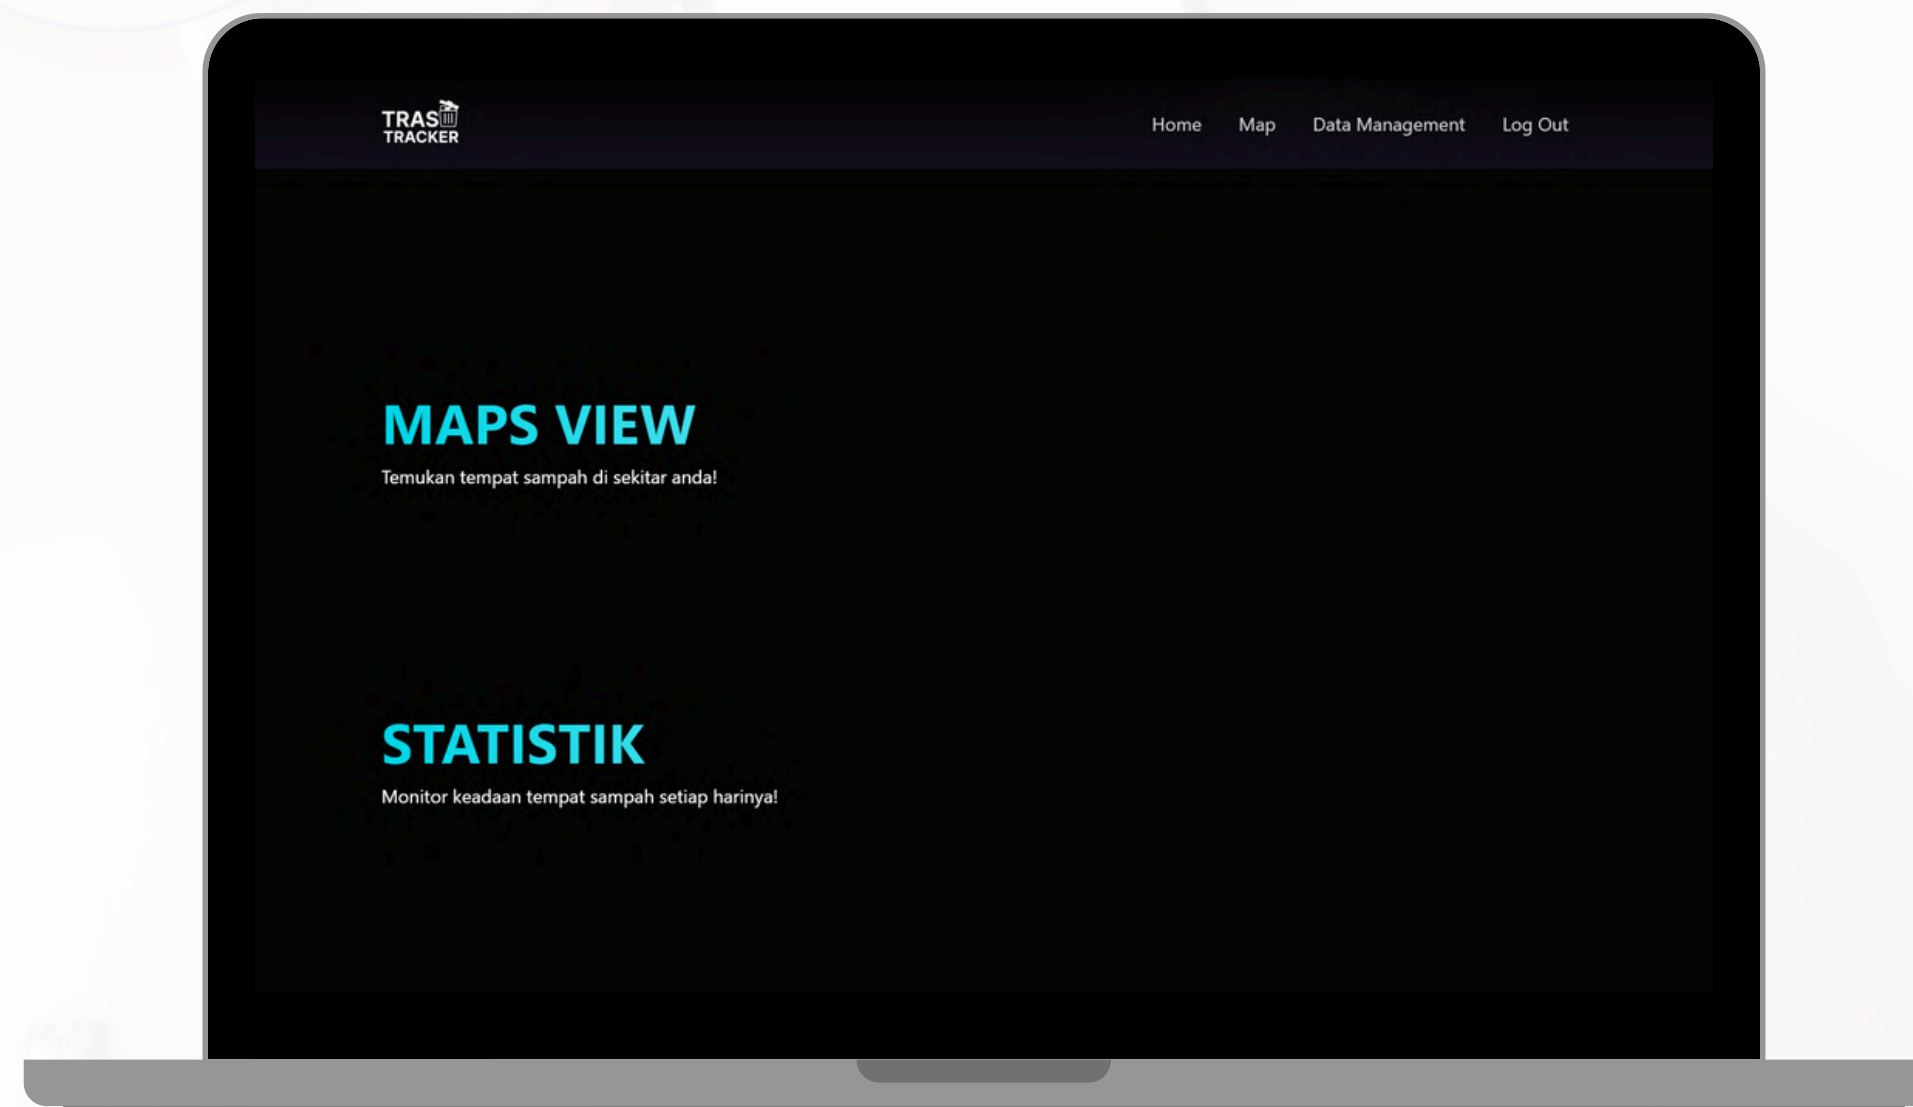 TRAS
TRACKER
Home Map Data Management Log Out
MAPS VIEW
Temukan tempat sampah di sekitar anda!
STATISTIK
Monitor keadaan tempat sampah setiap harinya!